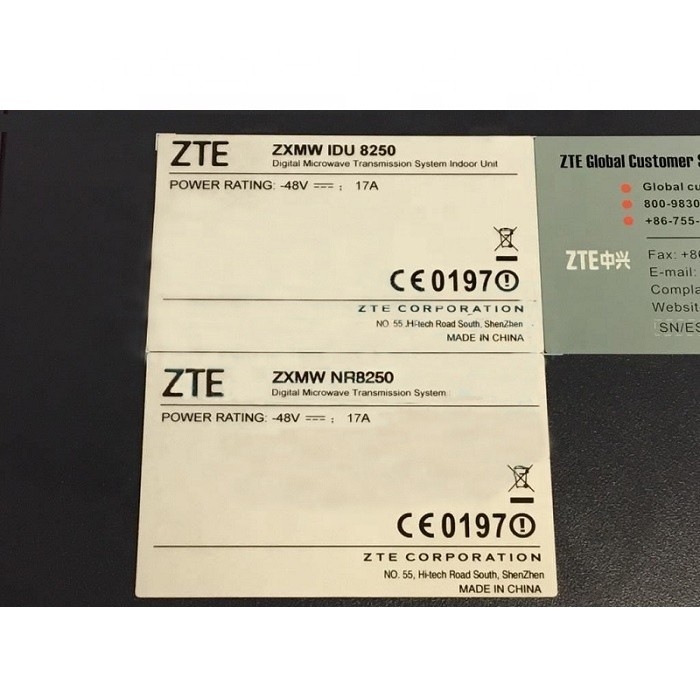 ZTE ZXMW IDU 8250
Digital Microwave Transmission System Indoor Unit
POWER RATING: -48V ⎓ ; 17A
CE0197
ZTE CORPORATION
NO. 55 ,Hi-tech Road South, ShenZhen
MADE IN CHINA
ZTE ZXMW NR8250
Digital Microwave Transmission System
POWER RATING: -48V ⎓ ; 17A
CE0197
ZTE CORPORATION
NO. 55, Hi-tech Road South, ShenZhen
MADE IN CHINA
ZTE Global Customer S
Global cu
800-9830
+86-755-
ZTE中兴
Fax: +86
E-mail:
Compla
Websit
SN/ES